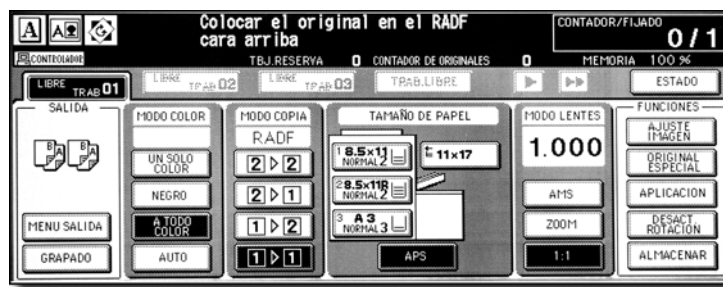 Colocar el original en el RADF
cara arriba
CONTADOR/FIJADO
0/1
A A
CONTROLADOR
TBJ.RESERVA 0 CONTADOR DE ORIGINALES 0 MEMORIA 100 %
LIBRE TRAB 01
LIBRE TRAB 02
LIBRE TRAB 03
TRAB.LIBRE
ESTADO
SALIDA
B A B A
MENU SALIDA
GRAPADO
MODO COLOR
UN SOLO
COLOR
NEGRO
A TODO
COLOR
AUTO
MODO COPIA
RADF
2 ▷ 2
2 ▷ 1
1 ▷ 2
1 ▷ 1
TAMAÑO DE PAPEL
1 8.5x11
NORMAL 2
11x17
2 8.5x11R
NORMAL 2
3 A 3
NORMAL 3
APS
MODO LENTES
1.000
AMS
ZOOM
1:1
FUNCIONES
AJUSTE
IMAGEN
ORIGINAL
ESPECIAL
APLICACION
DESACT.
ROTACION
ALMACENAR